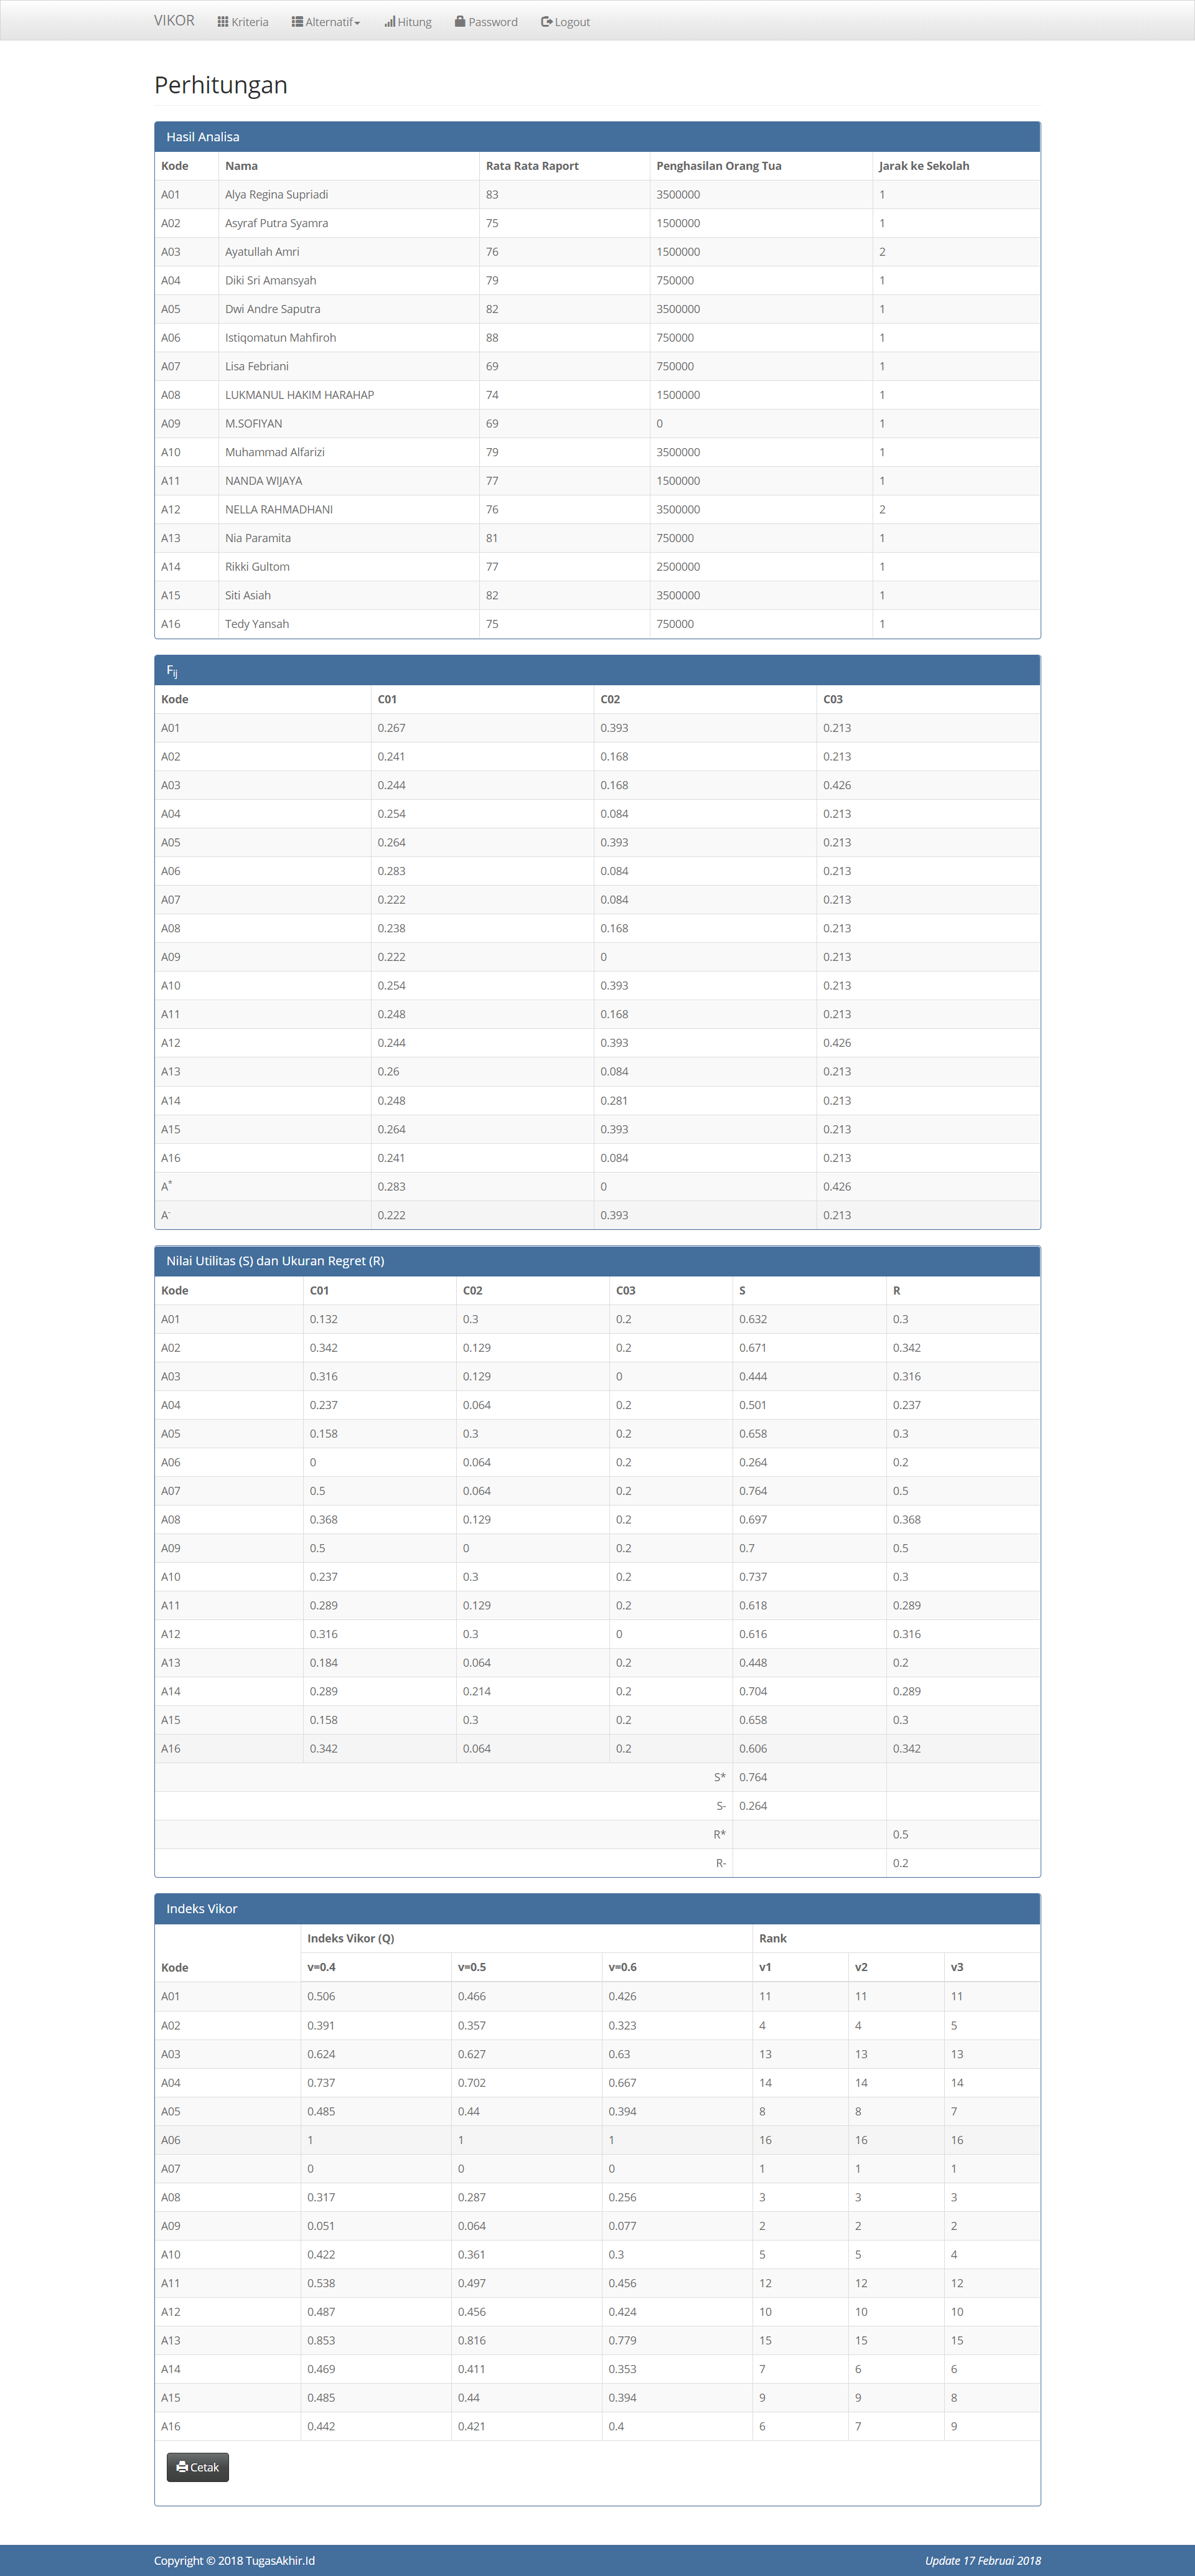 VIKOR Kriteria Alternatif Hitung Password Logout
Perhitungan
Hasil Analisa
Kode Nama Rata Rata Raport Penghasilan Orang Tua Jarak ke Sekolah
A01 Alya Regina Supriadi 83 3500000 1
A02 Asyraf Putra Syamra 75 1500000 1
A03 Ayatullah Amri 76 1500000 2
A04 Diki Sri Amansyah 79 750000 1
A05 Dwi Andre Saputra 82 3500000 1
A06 Istiqomatun Mahfiroh 88 750000 1
A07 Lisa Febriani 69 750000 1
A08 LUKMANUL HAKIM HARAHAP 74 1500000 1
A09 M.SOFIYAN 69 0 1
A10 Muhammad Alfarizi 79 3500000 1
A11 NANDA WIJAYA 77 1500000 1
A12 NELLA RAHMADHANI 76 3500000 2
A13 Nia Paramita 81 750000 1
A14 Rikki Gultom 77 2500000 1
A15 Siti Asiah 82 3500000 1
A16 Tedy Yansah 75 750000 1
Fij
Kode C01 C02 C03
A01 0.267 0.393 0.213
A02 0.241 0.168 0.213
A03 0.244 0.168 0.426
A04 0.254 0.084 0.213
A05 0.264 0.393 0.213
A06 0.283 0.084 0.213
A07 0.222 0.084 0.213
A08 0.238 0.168 0.213
A09 0.222 0 0.213
A10 0.254 0.393 0.213
A11 0.248 0.168 0.213
A12 0.244 0.393 0.426
A13 0.26 0.084 0.213
A14 0.248 0.281 0.213
A15 0.264 0.393 0.213
A16 0.241 0.084 0.213
A* 0.283 0 0.426
A- 0.222 0.393 0.213
Nilai Utilitas (S) dan Ukuran Regret (R)
Kode C01 C02 C03 S R
A01 0.132 0.3 0.2 0.632 0.3
A02 0.342 0.129 0.2 0.671 0.342
A03 0.316 0.129 0 0.444 0.316
A04 0.237 0.064 0.2 0.501 0.237
A05 0.158 0.3 0.2 0.658 0.3
A06 0 0.064 0.2 0.264 0.2
A07 0.5 0.064 0.2 0.764 0.5
A08 0.368 0.129 0.2 0.697 0.368
A09 0.5 0 0.2 0.7 0.5
A10 0.237 0.3 0.2 0.737 0.3
A11 0.289 0.129 0.2 0.618 0.289
A12 0.316 0.3 0 0.616 0.316
A13 0.184 0.064 0.2 0.448 0.2
A14 0.289 0.214 0.2 0.704 0.289
A15 0.158 0.3 0.2 0.658 0.3
A16 0.342 0.064 0.2 0.606 0.342
S* 0.764
S- 0.264
R* 0.5
R- 0.2
Indeks Vikor
Indeks Vikor (Q) Rank
Kode v=0.4 v=0.5 v=0.6 v1 v2 v3
A01 0.506 0.466 0.426 11 11 11
A02 0.391 0.357 0.323 4 4 5
A03 0.624 0.627 0.63 13 13 13
A04 0.737 0.702 0.667 14 14 14
A05 0.485 0.44 0.394 8 8 7
A06 1 1 1 16 16 16
A07 0 0 0 1 1 1
A08 0.317 0.287 0.256 3 3 3
A09 0.051 0.064 0.077 2 2 2
A10 0.422 0.361 0.3 5 5 4
A11 0.538 0.497 0.456 12 12 12
A12 0.487 0.456 0.424 10 10 10
A13 0.853 0.816 0.779 15 15 15
A14 0.469 0.411 0.353 7 6 6
A15 0.485 0.44 0.394 9 9 8
A16 0.442 0.421 0.4 6 7 9
Cetak
Copyright © 2018 TugasAkhir.Id Update 17 Februai 2018